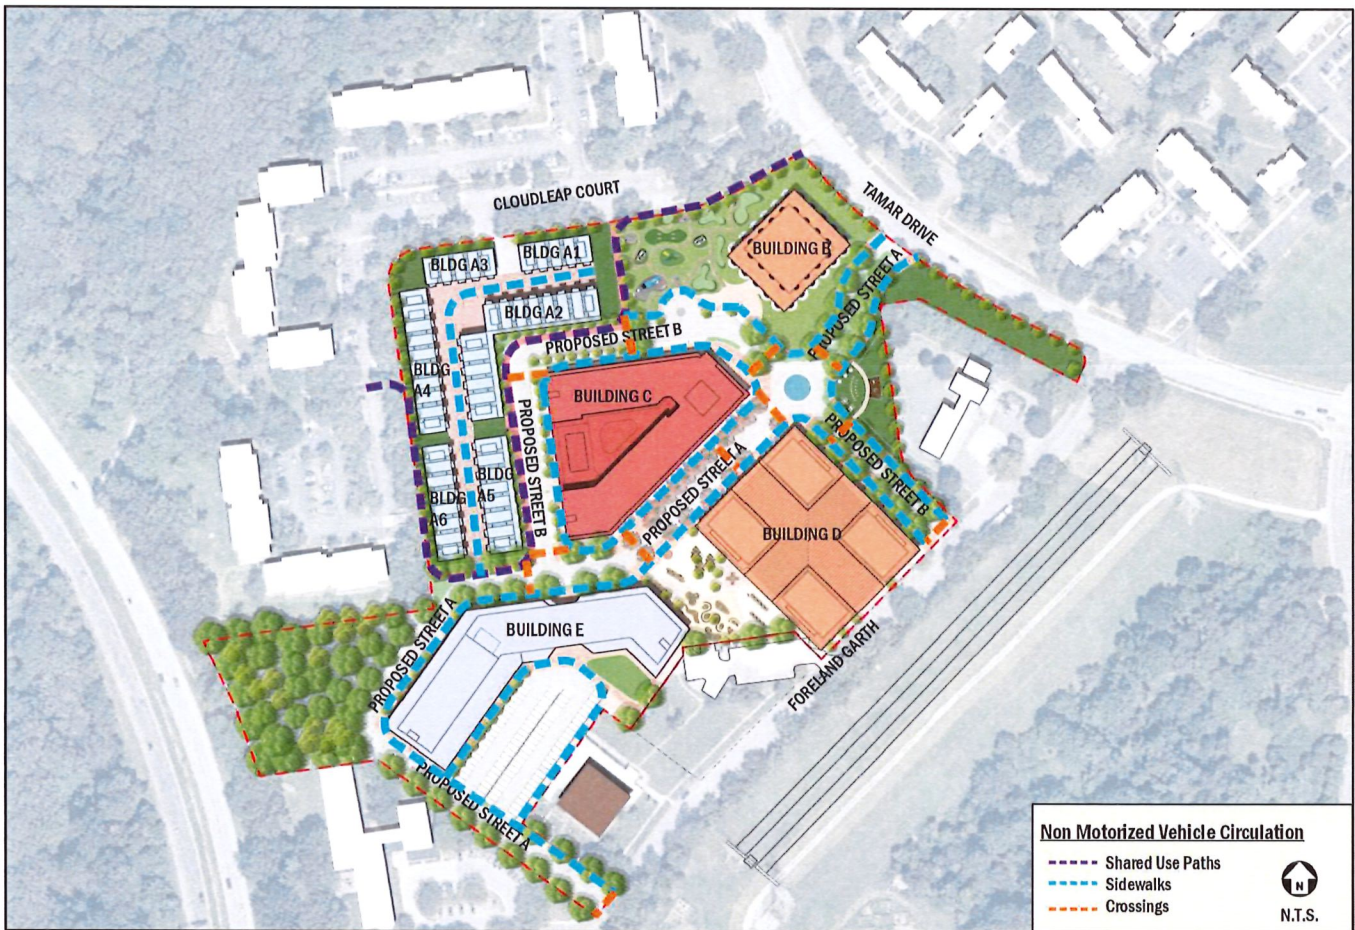 CLOUDLEAP COURT
TAMAR DRIVE
BUILDING B
BLDG A3
BLDG A1
BLDG A2
PROPOSED STREET A
PROPOSED STREET B
BLDG
A4
BUILDING C
PROPOSED STREET B
PROPOSED STREET B
PROPOSED STREET A
BLDG
A5
BLDG
A6
BUILDING D
BUILDING E
PROPOSED STREET A
FORELAND GARTH
PROPOSED STREET A
Non Motorized Vehicle Circulation
Shared Use Paths
Sidewalks
Crossings
N
N.T.S.